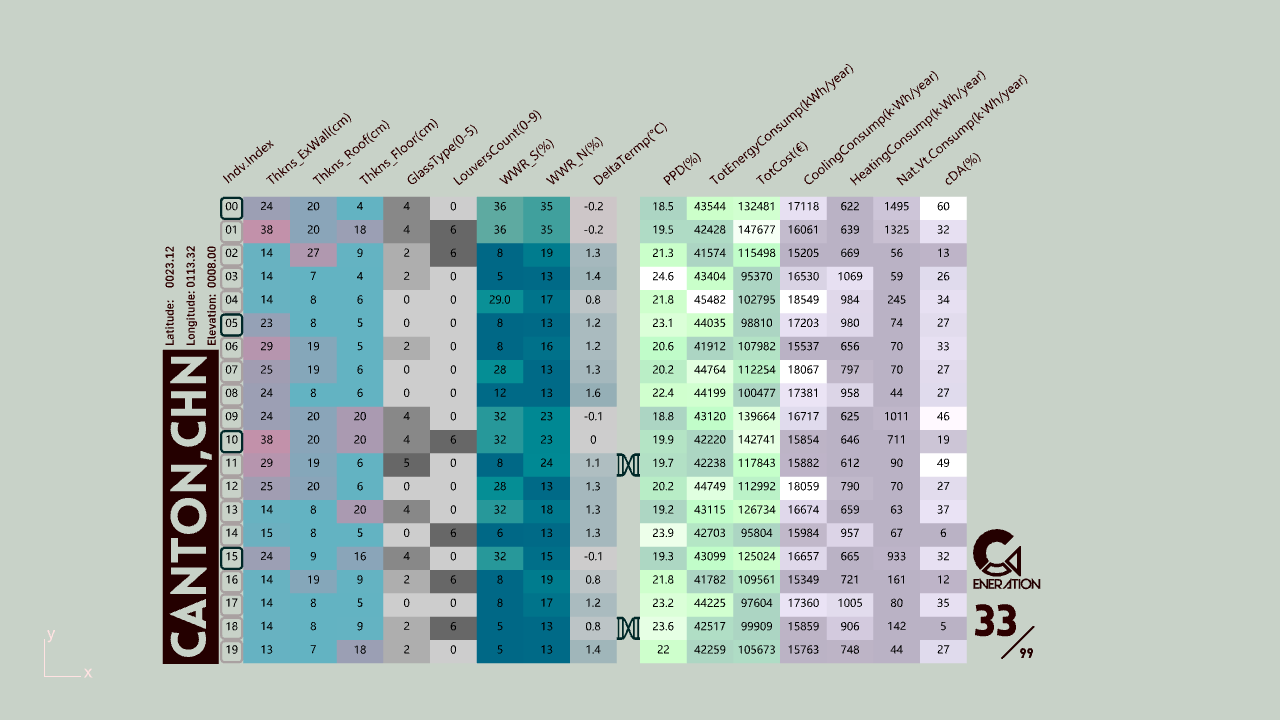 Indv.Index Thkns_ExWall(cm) Thkns_Roof(cm) Thkns_Floor(cm) GlassType(0-5) LouversCount(0-9) WWR_S(%) WWR_N(%) DeltaTermp(°C) PPD(%) TotEnergyConsump(kWh/year) TotCost(€) CoolingConsump(k·Wh/year) HeatingConsump(k·Wh/year) Nat.Vt.Consump(k·Wh/year) cDA(%)
00 24 20 4 4 0 36 35 -0.2 18.5 43544 132481 17118 622 1495 60
01 38 20 18 4 6 36 35 -0.2 19.5 42428 147677 16061 639 1325 32
02 14 27 9 2 6 8 19 1.3 21.3 41574 115498 15205 669 56 13
03 14 7 4 2 0 5 13 1.4 24.6 43404 95370 16530 1069 59 26
04 14 8 6 0 0 29.0 17 0.8 21.8 45482 102795 18549 984 245 34
05 23 8 5 0 0 8 13 1.2 23.1 44035 98810 17203 980 74 27
06 29 19 5 2 0 8 16 1.2 20.6 41912 107982 15537 656 70 33
07 25 19 6 0 0 28 13 1.3 20.2 44764 112254 18067 797 70 27
08 24 8 6 0 0 12 13 1.6 22.4 44199 100477 17381 958 44 27
09 24 20 20 4 0 32 23 -0.1 18.8 43120 139664 16717 625 1011 46
10 38 20 20 4 6 32 23 0 19.9 42220 142741 15854 646 711 19
11 29 19 6 5 0 8 24 1.1 19.7 42238 117843 15882 612 90 49
12 25 20 6 0 0 28 13 1.3 20.2 44749 112992 18059 790 70 27
13 14 8 20 4 0 32 18 1.3 19.2 43115 126734 16674 659 63 37
14 15 8 5 0 6 6 13 1.3 23.9 42703 95804 15984 957 67 6
15 24 9 16 4 0 32 15 -0.1 19.3 43099 125024 16657 665 933 32
16 14 19 9 2 6 8 19 0.8 21.8 41782 109561 15349 721 161 12
17 14 8 5 0 0 8 17 1.2 23.2 44225 97604 17360 1005 80 35
18 14 8 9 2 6 5 13 0.8 23.6 42517 99909 15859 906 142 5
19 13 7 18 2 0 5 13 1.4 22 42259 105673 15763 748 44 27
Latitude: 0023.12
Longitude: 0113.32
Elevation: 0008.00
CANTON,CHN
ENERATION
33/99
y
x